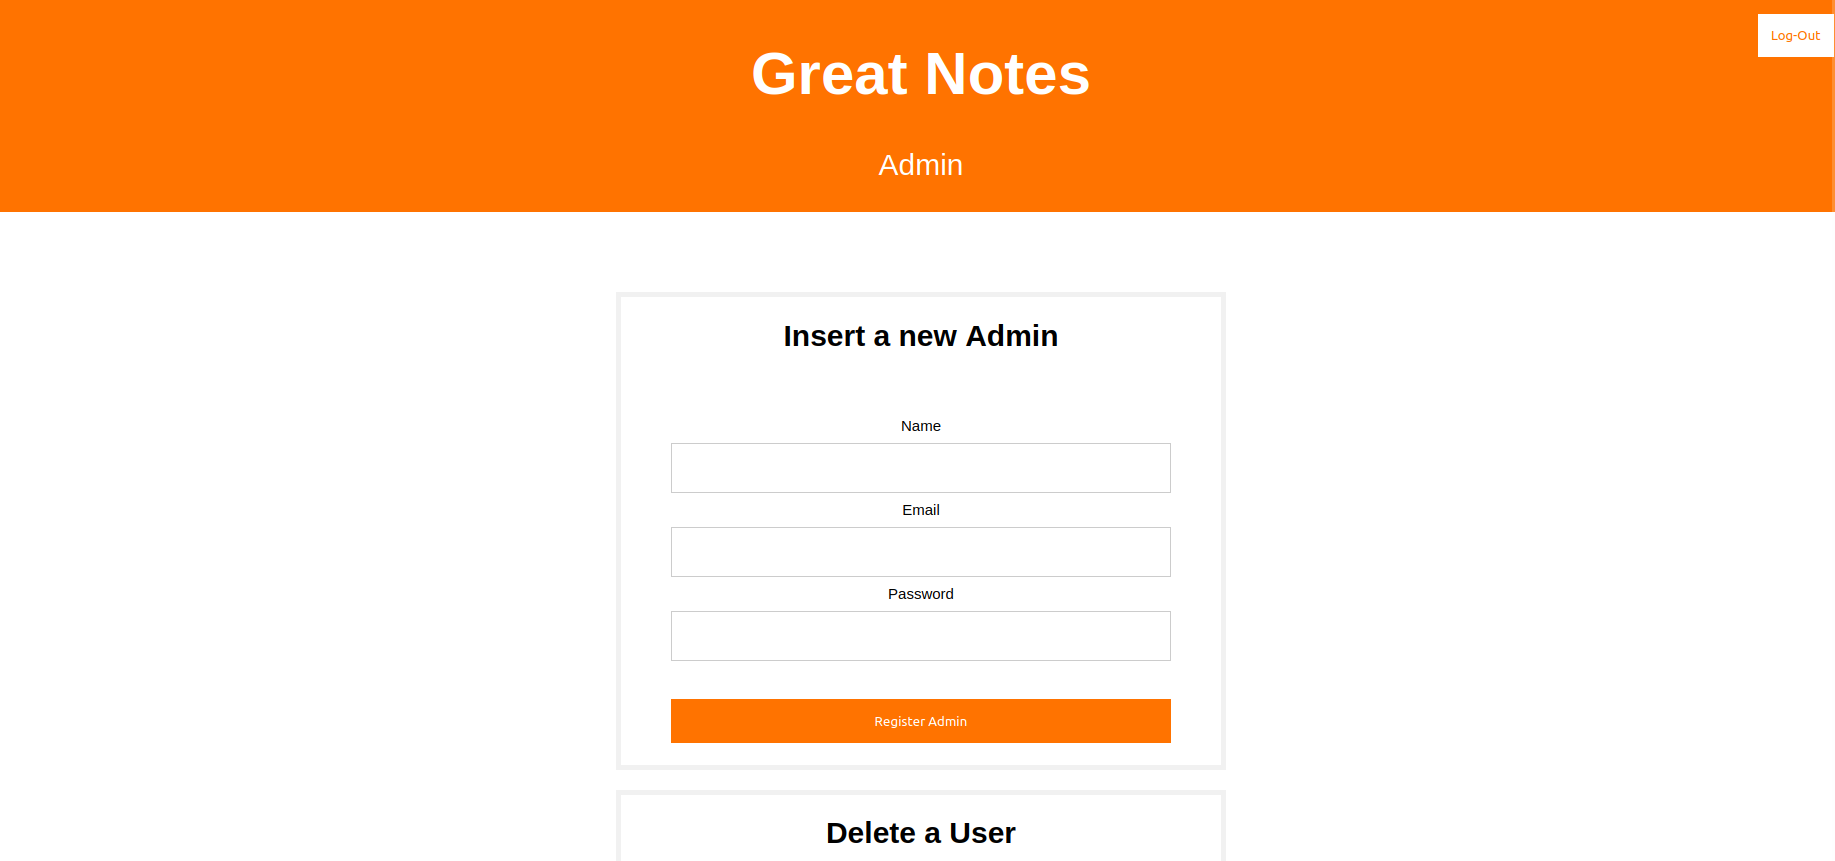 Log-Out
Great Notes
Admin
Insert a new Admin
Name
Email
Password
Register Admin
Delete a User